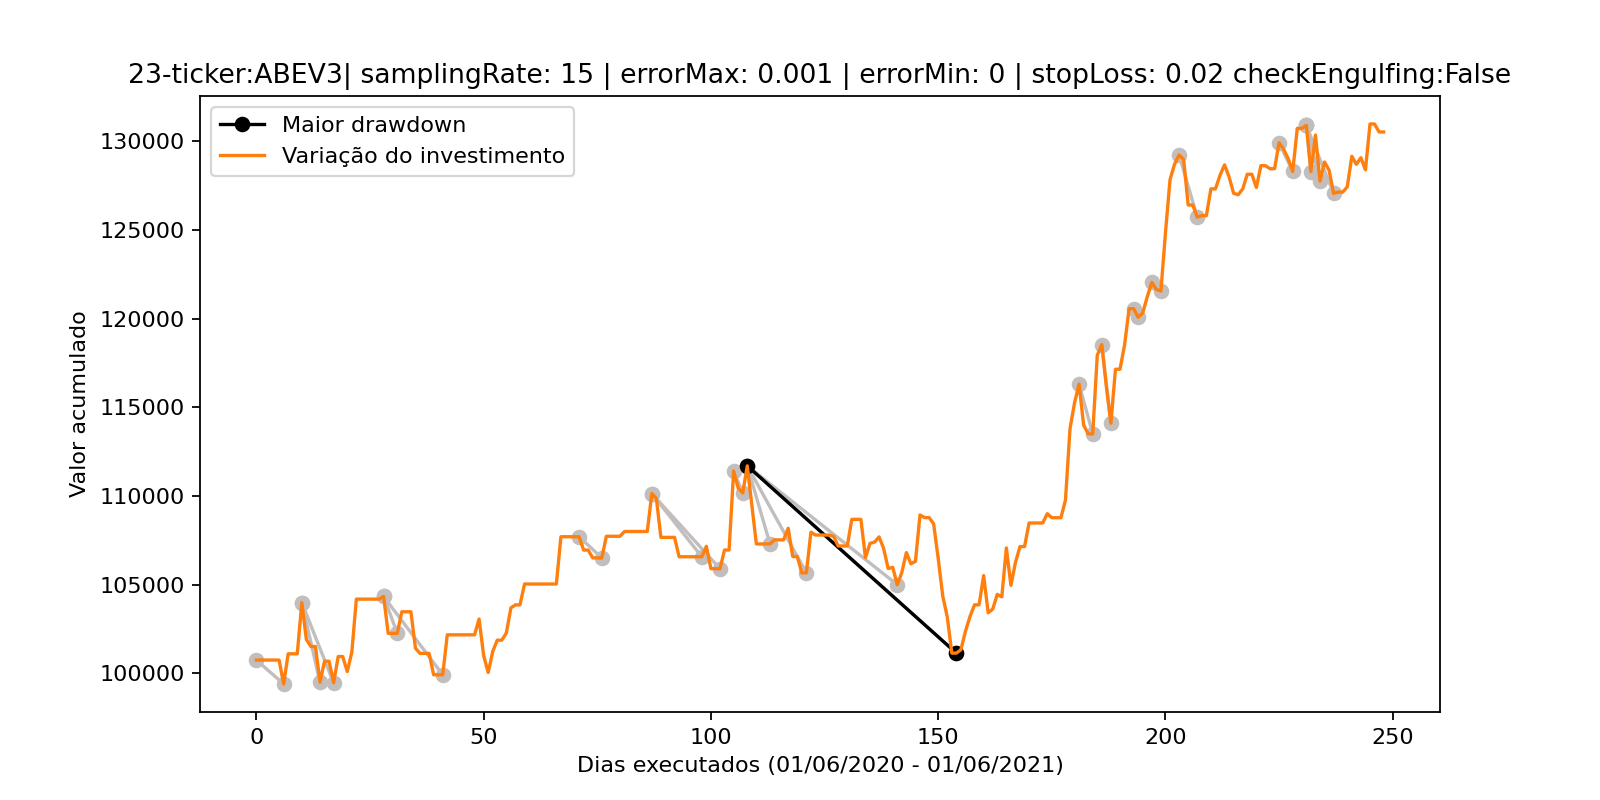 23-ticker:ABEV3| samplingRate: 15 | errorMax: 0.001 | errorMin: 0 | stopLoss: 0.02 checkEngulfing:False
Maior drawdown
Variação do investimento
130000
125000
120000
115000
110000
105000
100000
Valor acumulado
0 50 100 150 200 250
Dias executados (01/06/2020 - 01/06/2021)